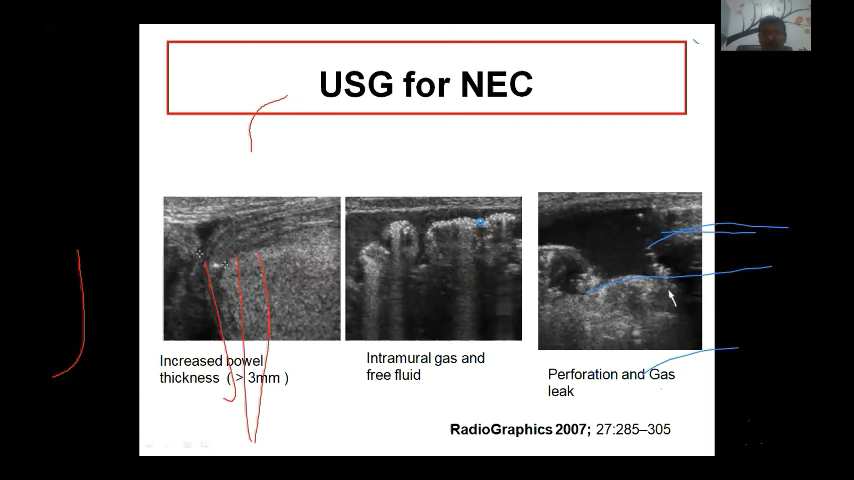 USG for NEC
Increased bowel
thickness ( > 3mm )
Intramural gas and
free fluid
Perforation and Gas
leak
RadioGraphics 2007; 27:285–305